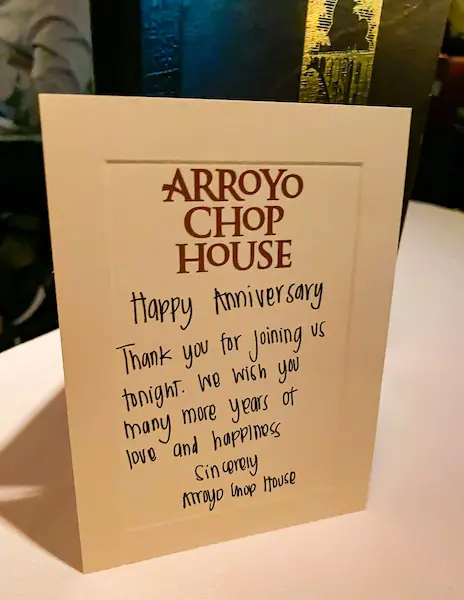 ARROYO
CHOP
HOUSE
Happy Anniversary
Thank you for joining us
tonight. We wish you
many more years of
love and happiness
Sincerely
Arroyo Chop House